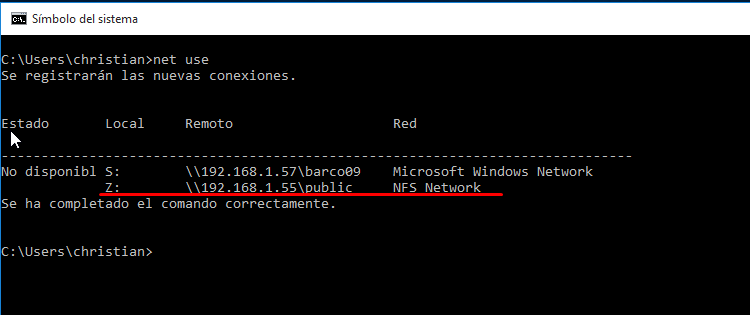 Símbolo del sistema
C:\Users\christian>net use
Se registrarán las nuevas conexiones.
Estado Local Remoto Red
-------------------------------------------------------------------------------
No disponibl S: \\192.168.1.57\barco09 Microsoft Windows Network
Z: \\192.168.1.55\public NFS Network
Se ha completado el comando correctamente.
C:\Users\christian>